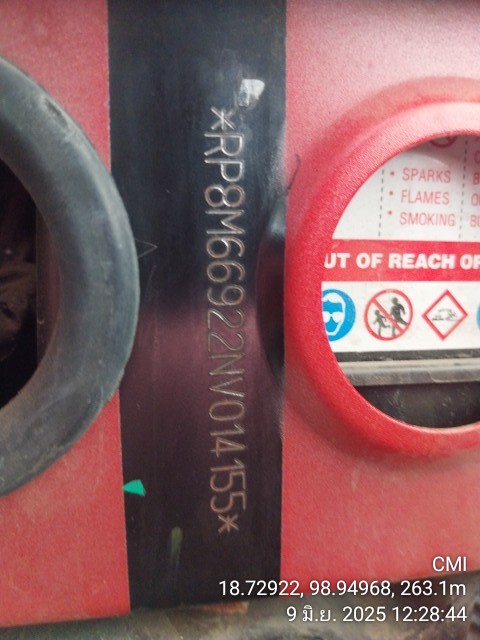 *RP8M66922NV014155*
* SPARKS
* FLAMES
* SMOKING
UT OF REACH OF
CMI
18.72922, 98.94968, 263.1m
9 มิ.ย. 2025 12:28:44